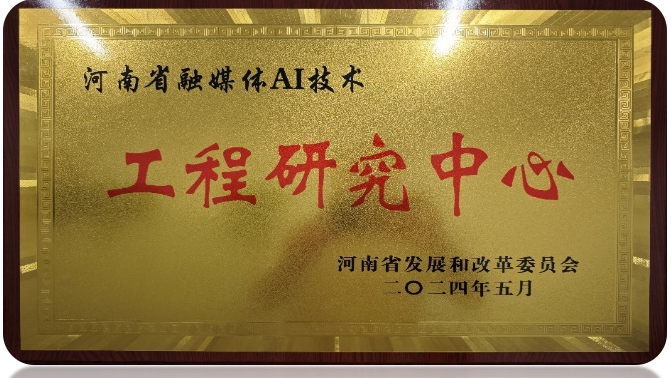 河南省融媒体AI技术
工程研究中心
河南省发展和改革委员会
二〇二四年五月